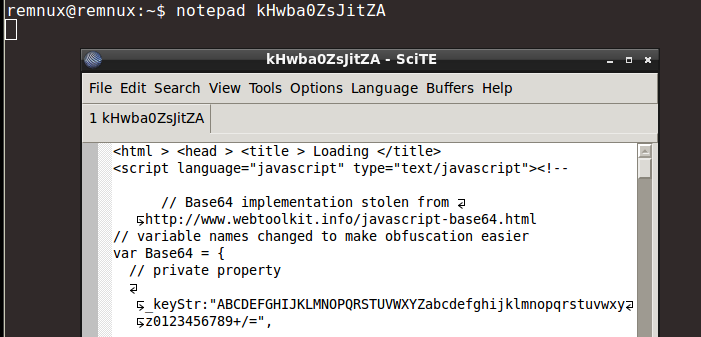 remnux@remnux:~$ notepad kHwba0ZsJitZA
kHwba0ZsJitZA - SciTE
File Edit Search View Tools Options Language Buffers Help
1 kHwba0ZsJitZA
<html > <head > <title > Loading </title>
<script language="javascript" type="text/javascript"><!--
// Base64 implementation stolen from
http://www.webtoolkit.info/javascript-base64.html
// variable names changed to make obfuscation easier
var Base64 = {
// private property
_keyStr:"ABCDEFGHIJKLMNOPQRSTUVWXYZabcdefghijklmnopqrstuvwxy
z0123456789+/=",